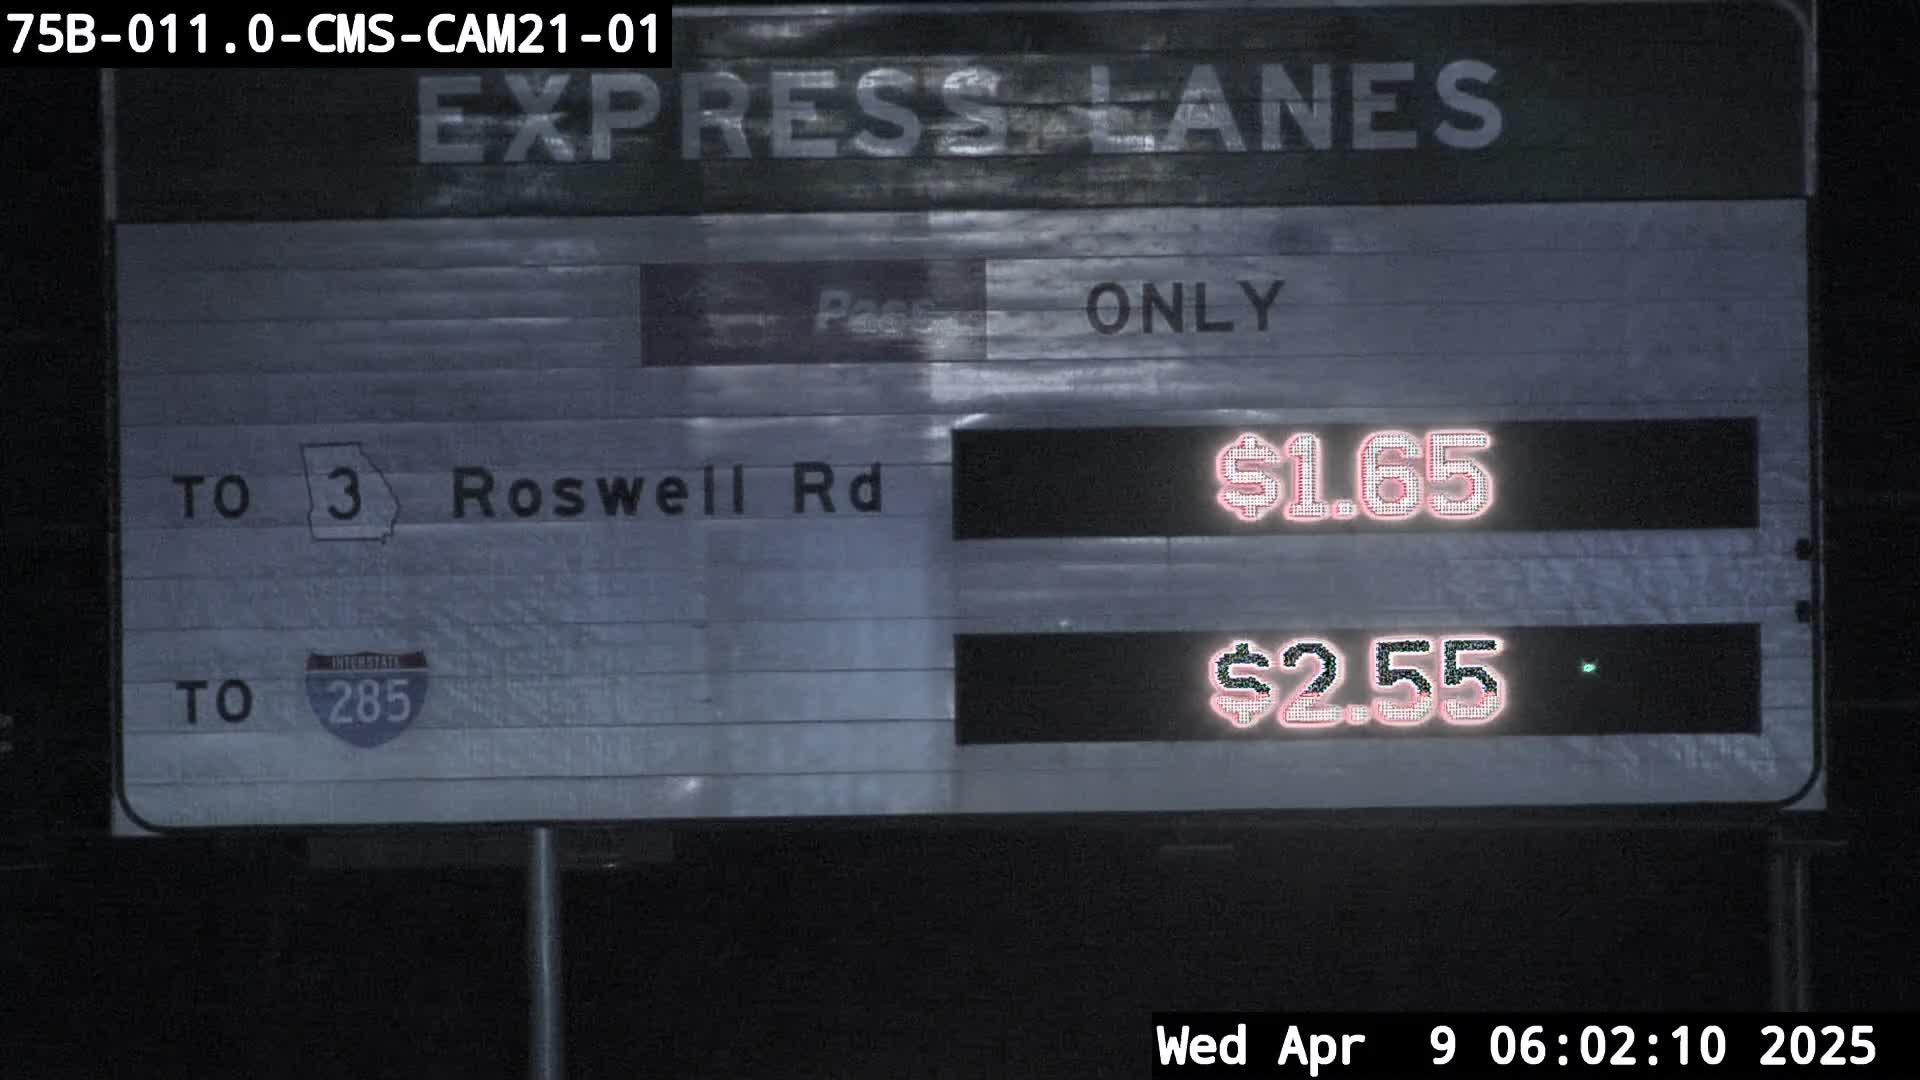 75B-011.0-CMS-CAM21-01
EXPRESS LANES
Pass ONLY
TO 3 Roswell Rd $1.65
TO INTERSTATE 285 $2.55
Wed Apr 9 06:02:10 2025